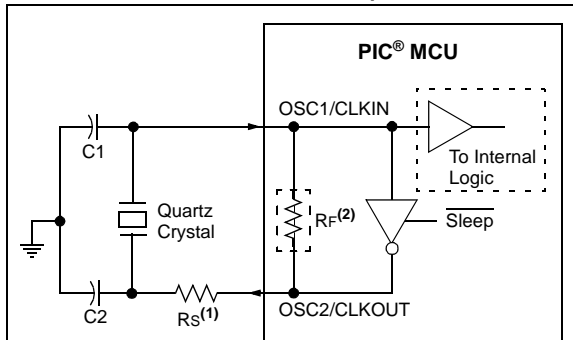 PIC® MCU
OSC1/CLKIN
C1
To Internal
Logic
Quartz
Crystal
RF(2)
Sleep
C2
RS(1)
OSC2/CLKOUT